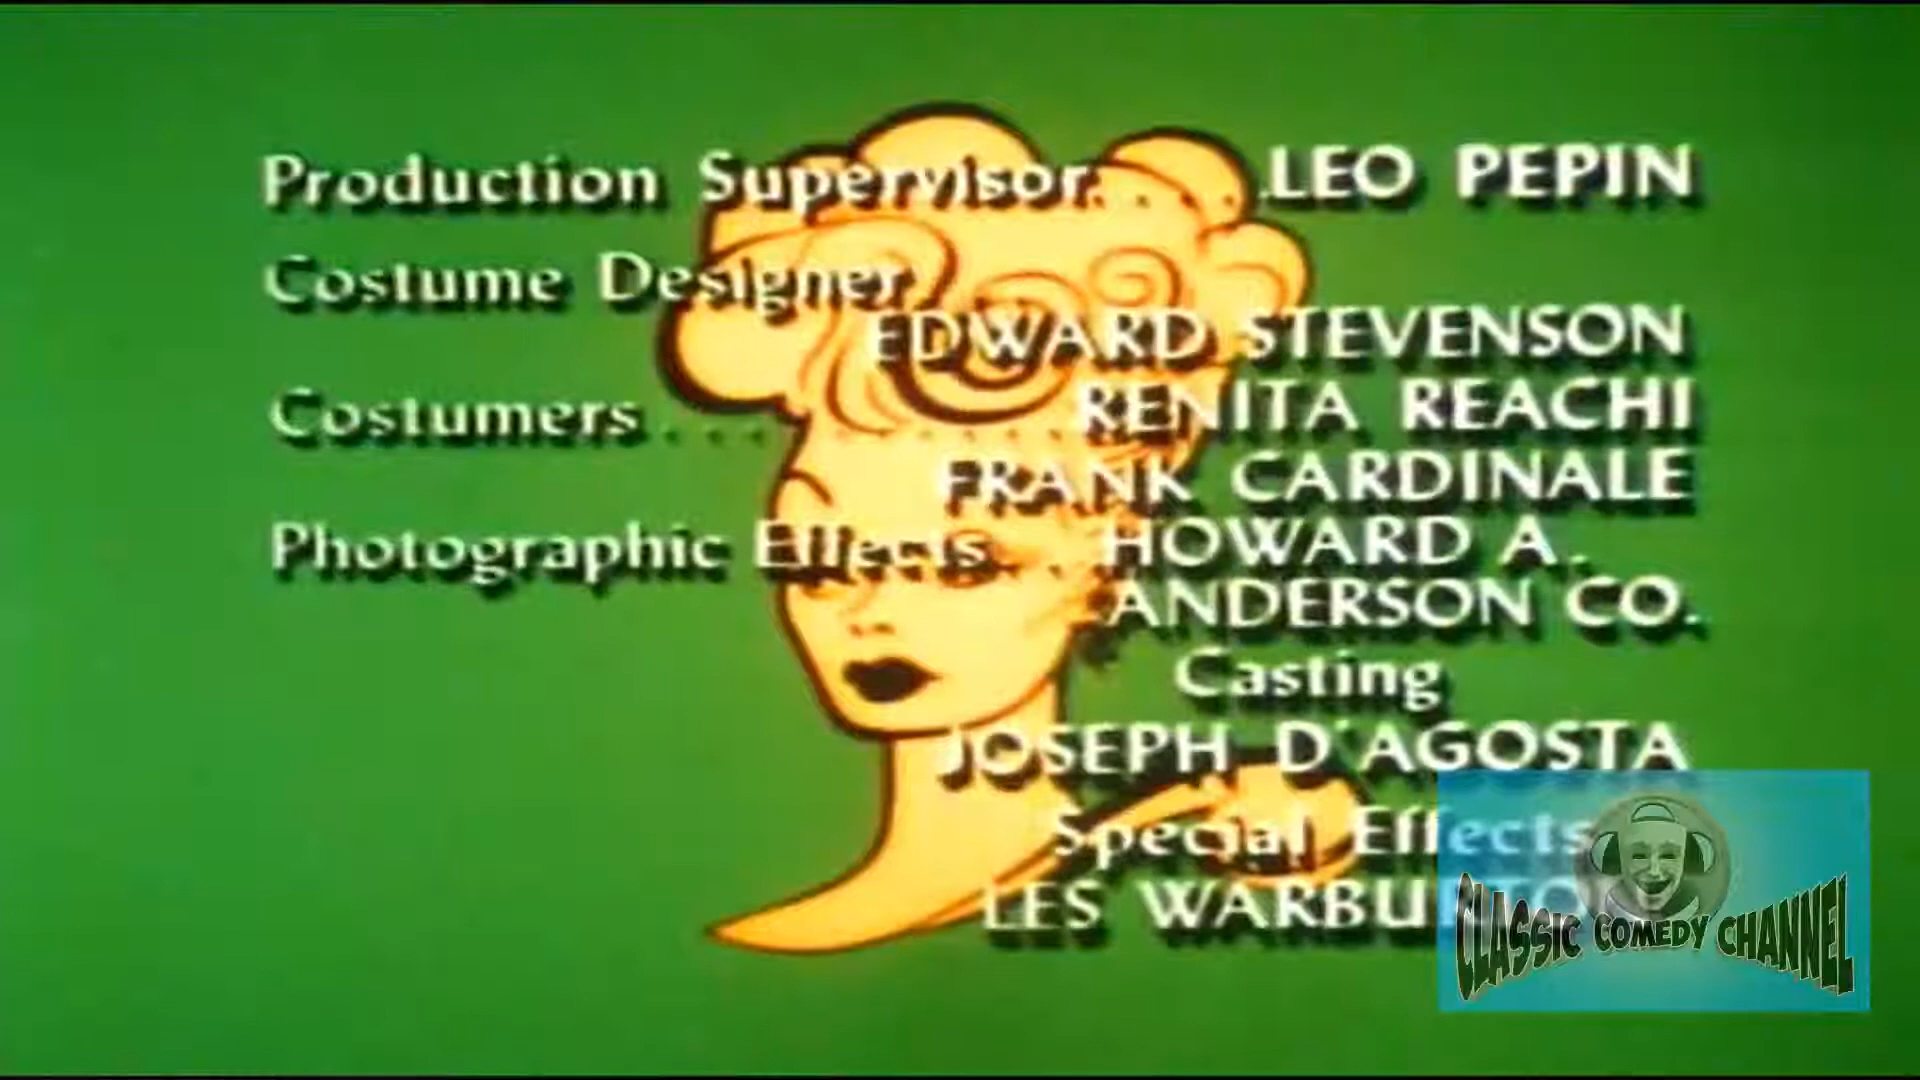 Production Supervisor. . . . . .LEO PEPIN
Costume Designer
EDWARD STEVENSON
Costumers . . . . . . . . . . . RENITA REACHI
FRANK CARDINALE
Photographic Effects. . . HOWARD A.
ANDERSON CO.
Casting
JOSEPH D'AGOSTA
Special Effects
LES
CLASSIC COMEDY CHANNEL